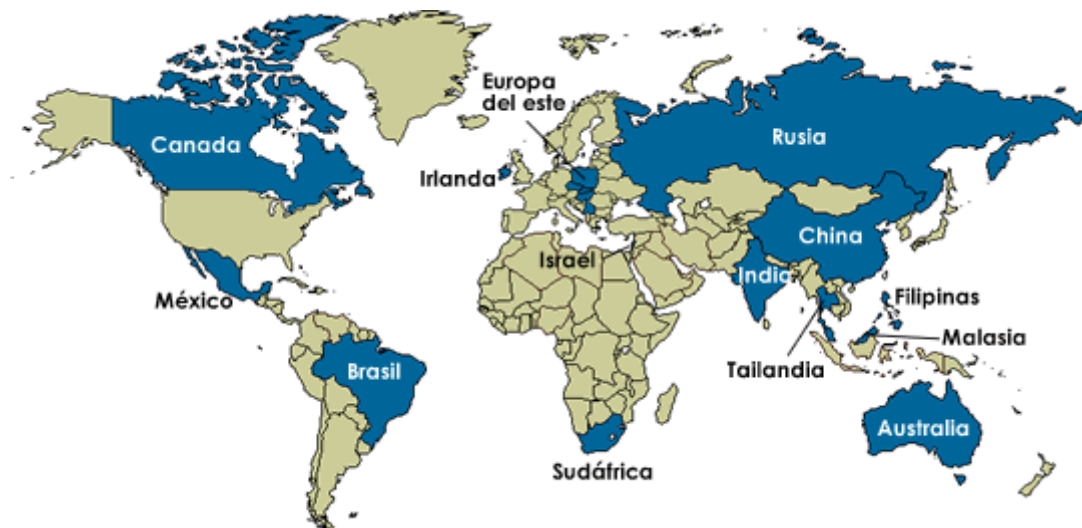 Europa
del este
Canada
Rusia
Irlanda
China
Israel
India
México
Filipinas
Malasia
Brasil
Tailandia
Australia
Sudáfrica